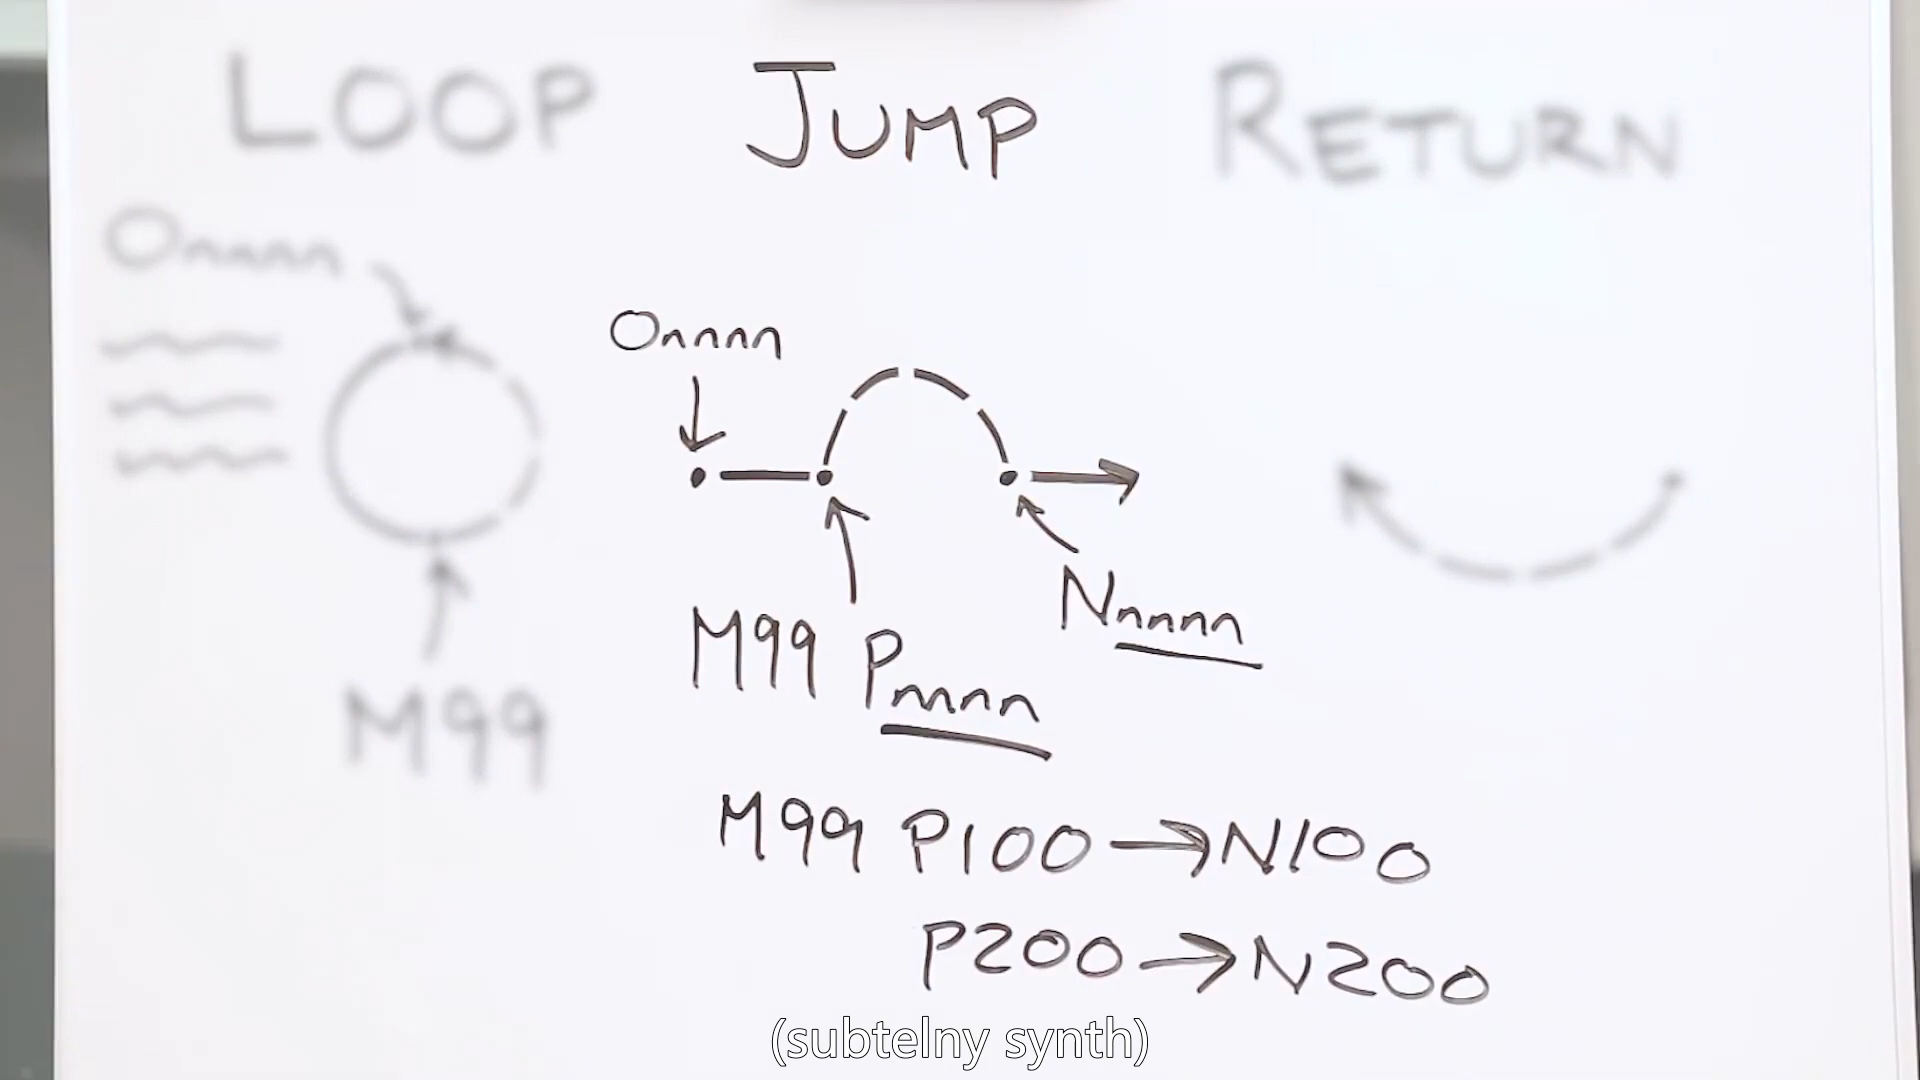 LOOP JUMP RETURN
Onnnn
Onnnn
M99
Nnnnn
M99 Pnnnn
M99 P100 → N100
P200 → N200
(subtelny synth)